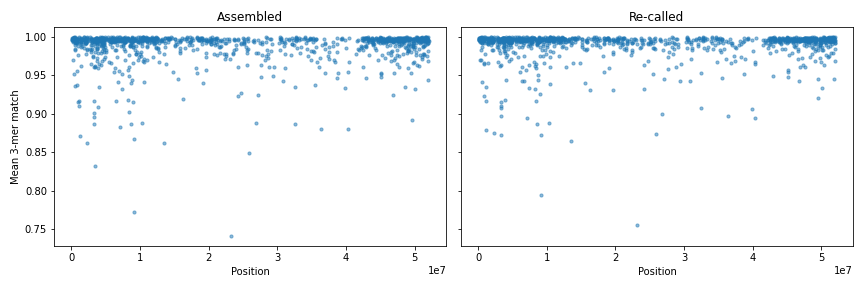 Assembled
Re-called
Mean 3-mer match
1.00
0.95
0.90
0.85
0.80
0.75
0 1 2 3 4 5
1e7
Position
0 1 2 3 4 5
1e7
Position